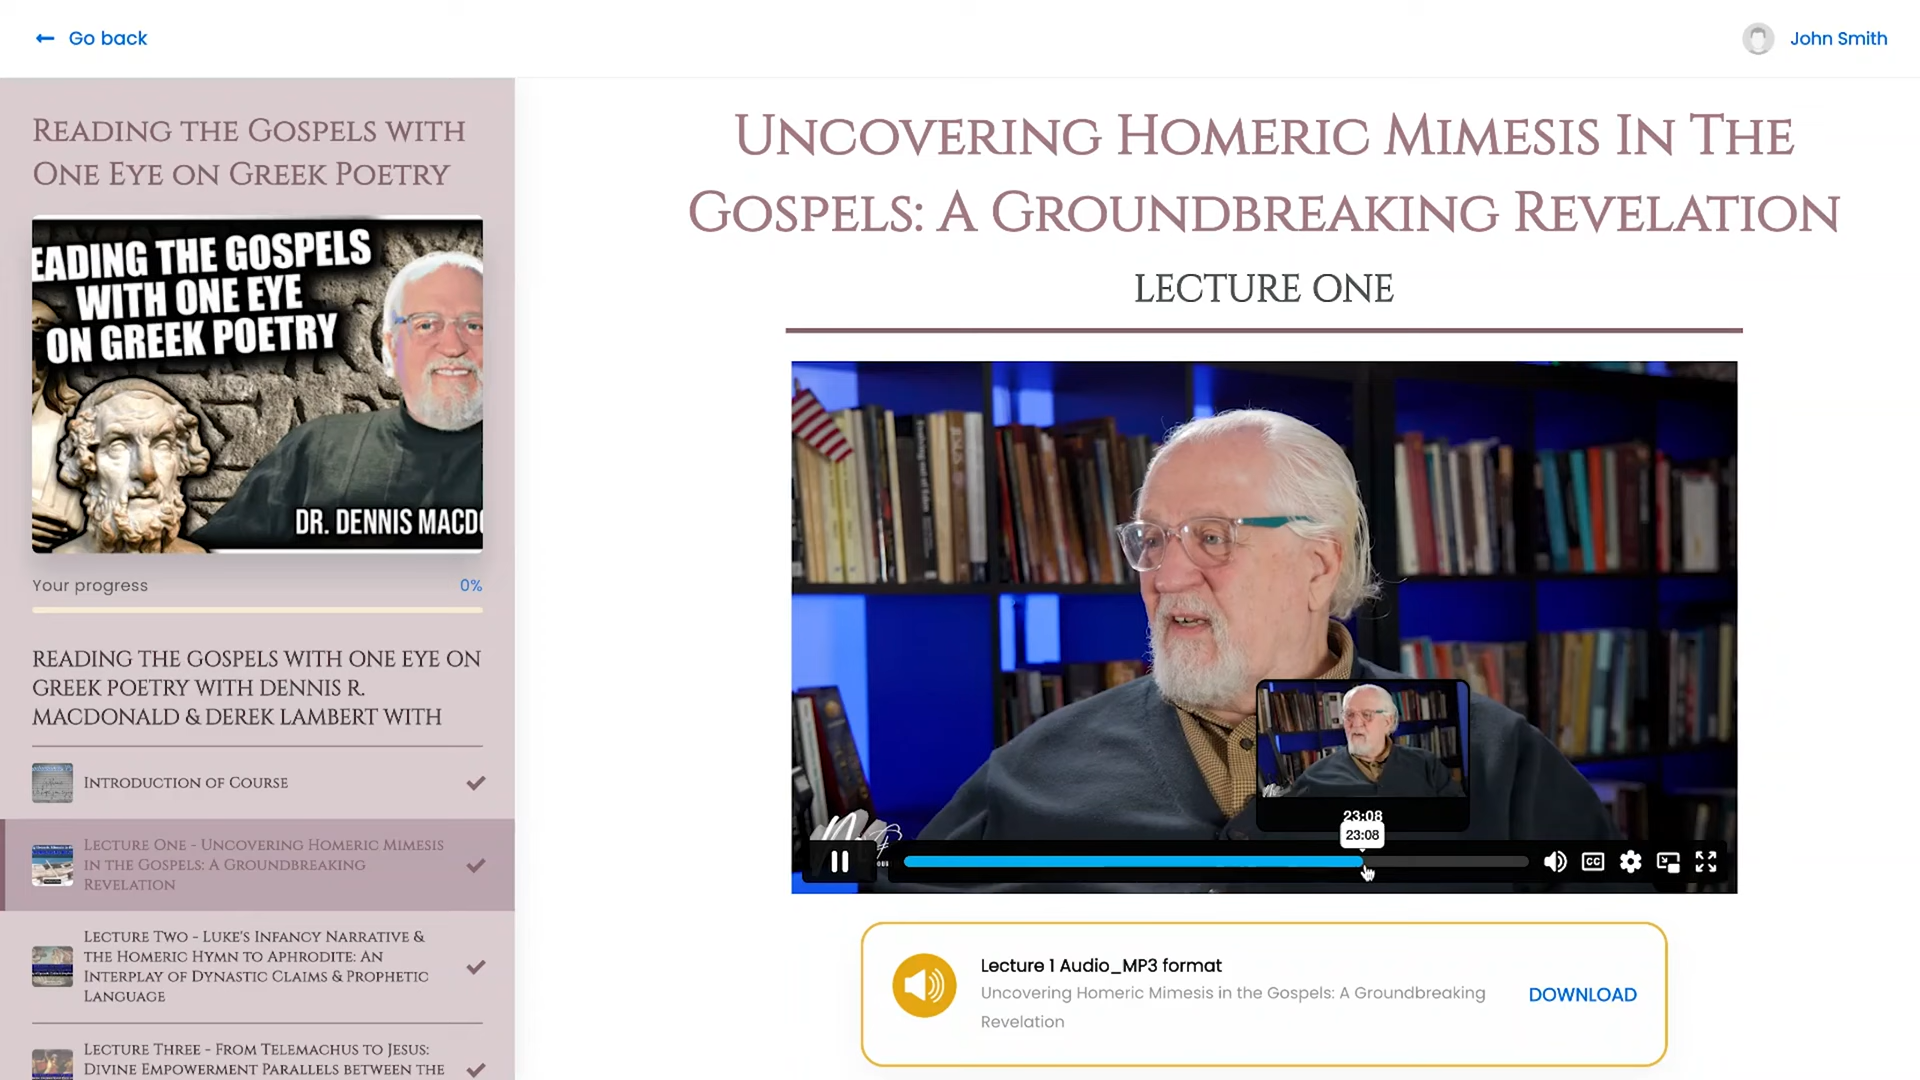 Go back
John Smith
Reading the Gospels with
One Eye on Greek Poetry
EADING THE GOSPELS
WITH ONE EYE
ON GREEK POETRY
DR. DENNIS MACD
Your progress
0%
READING THE GOSPELS WITH ONE EYE ON
GREEK POETRY WITH DENNIS R.
MACDONALD & DEREK LAMBERT WITH
Introduction of Course
Lecture One - Uncovering Homeric Mimesis
in the Gospels: A Groundbreaking
Revelation
Lecture Two - Luke's Infancy Narrative &
the Homeric Hymn to Aphrodite: An
Interplay of Dynastic Claims & Prophetic
Language
Lecture Three - From Telemachus to Jesus:
Divine Empowerment Parallels between the
Uncovering Homeric Mimesis In The
Gospels: A Groundbreaking Revelation
LECTURE ONE
23:08
23:08
CC
Lecture 1 Audio_MP3 format
Uncovering Homeric Mimesis in the Gospels: A Groundbreaking
Revelation
DOWNLOAD